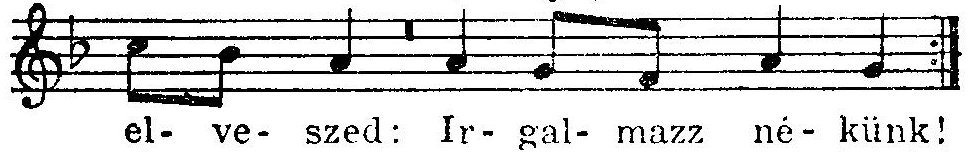 el- ve- szed: Ir- gal- mazz né- künk!